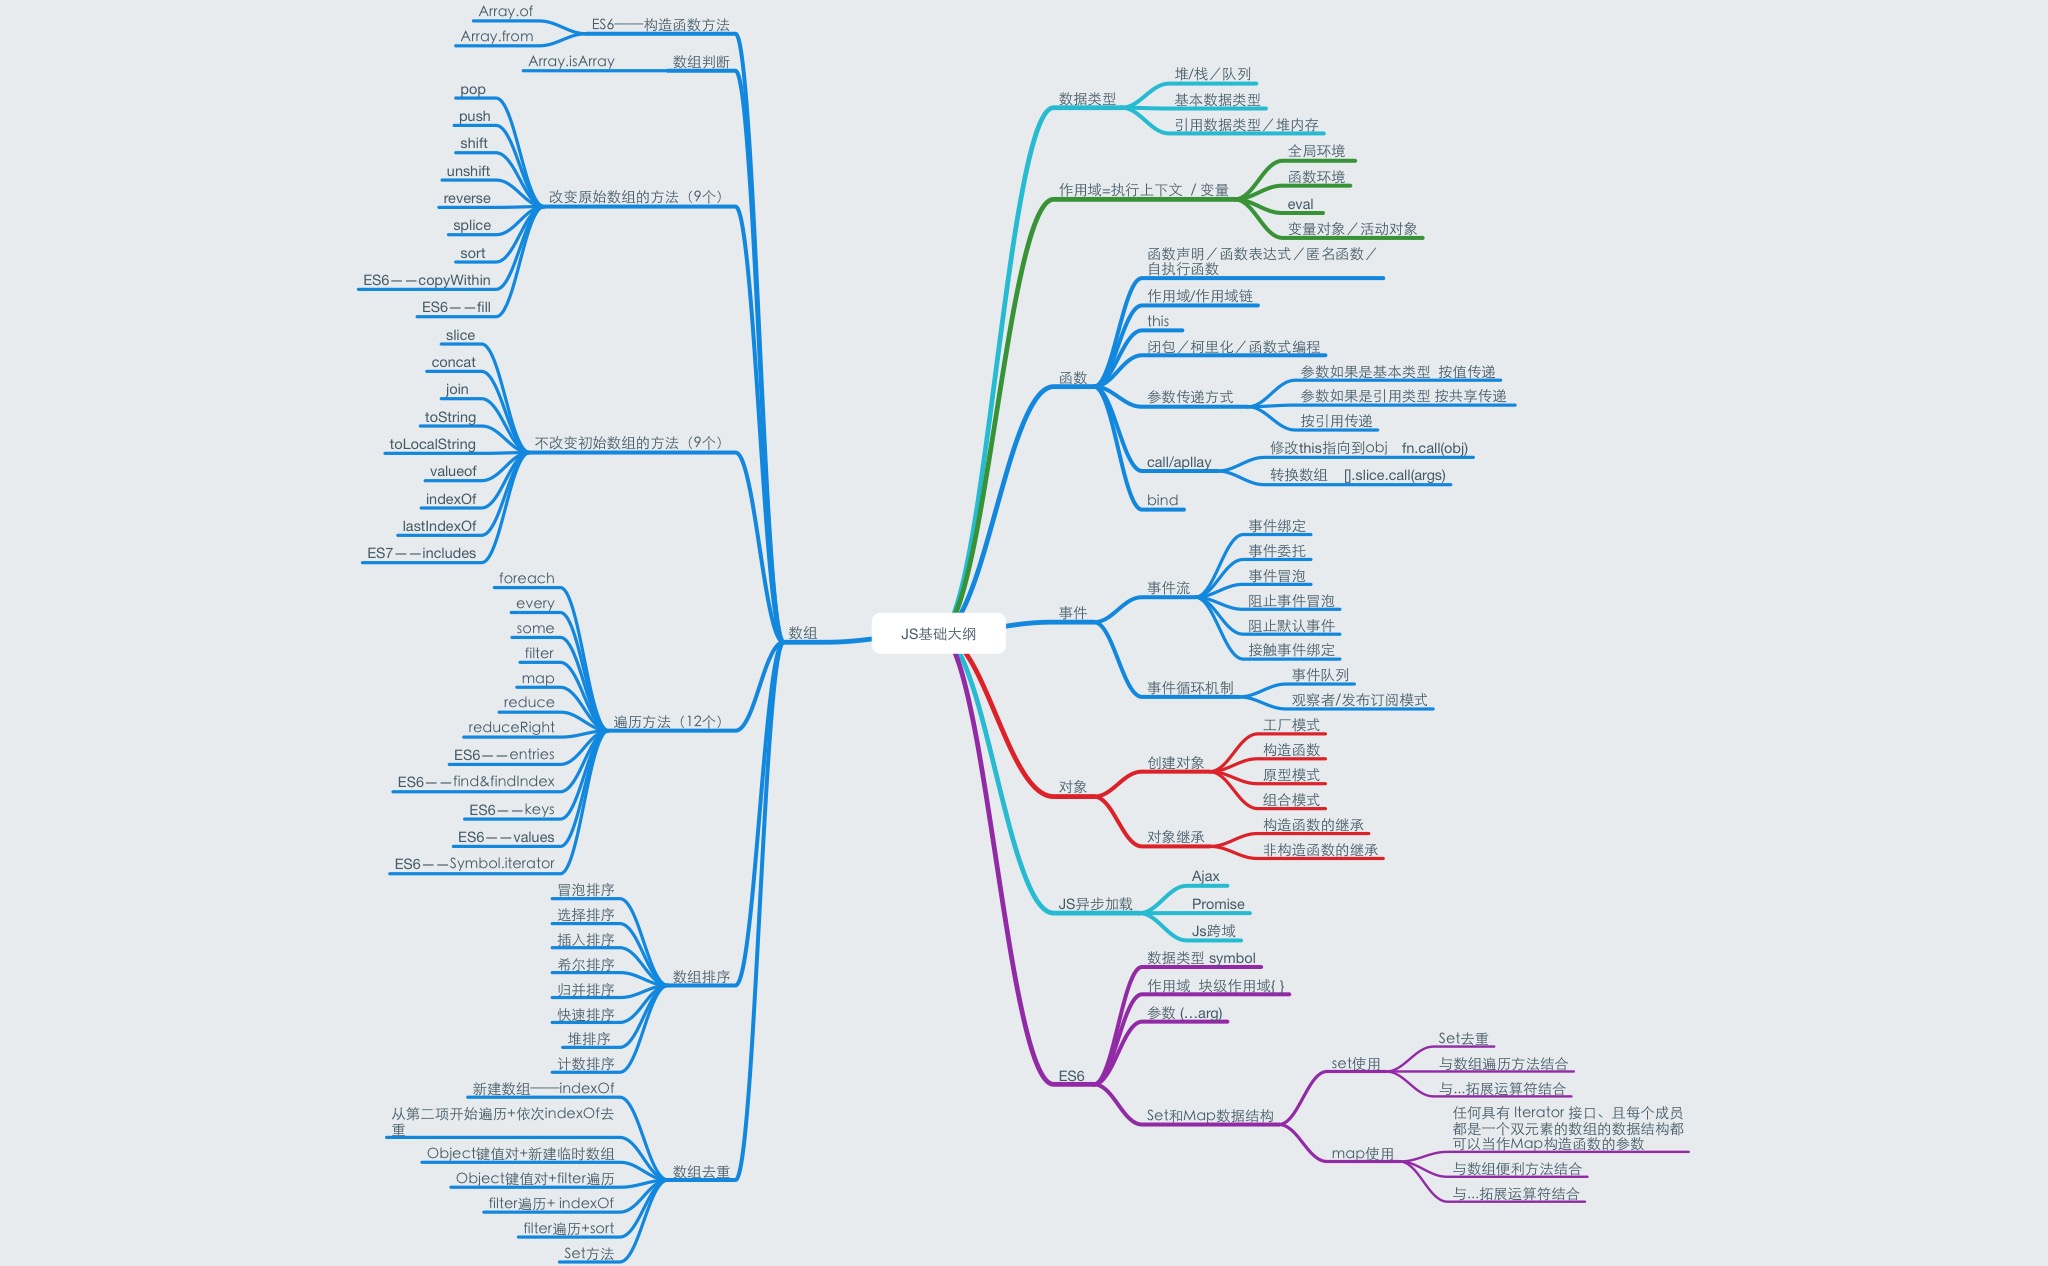 JS基础大纲
数组
ES6——构造函数方法
Array.of
Array.from
数组判断
Array.isArray
改变原始数组的方法（9个）
pop
push
shift
unshift
reverse
splice
sort
ES6——copyWithin
ES6——fill
不改变初始数组的方法（9个）
slice
concat
join
toString
toLocalString
valueof
indexOf
lastIndexOf
ES7——includes
遍历方法（12个）
foreach
every
some
filter
map
reduce
reduceRight
ES6——entries
ES6——find&findIndex
ES6——keys
ES6——values
ES6——Symbol.iterator
数组排序
冒泡排序
选择排序
插入排序
希尔排序
归并排序
快速排序
堆排序
计数排序
数组去重
新建数组——indexOf
从第二项开始遍历+依次indexOf去
重
Object键值对+新建临时数组
Object键值对+filter遍历
filter遍历+ indexOf
filter遍历+sort
Set方法
数据类型
堆/栈／队列
基本数据类型
引用数据类型／堆内存
作用域=执行上下文 / 变量
全局环境
函数环境
eval
变量对象／活动对象
函数
函数声明／函数表达式／匿名函数／
自执行函数
作用域/作用域链
this
闭包／柯里化／函数式编程
参数传递方式
参数如果是基本类型 按值传递
参数如果是引用类型 按共享传递
按引用传递
call/apllay
修改this指向到obj fn.call(obj)
转换数组 [].slice.call(args)
bind
事件
事件流
事件绑定
事件委托
事件冒泡
阻止事件冒泡
阻止默认事件
接触事件绑定
事件循环机制
事件队列
观察者/发布订阅模式
对象
创建对象
工厂模式
构造函数
原型模式
组合模式
对象继承
构造函数的继承
非构造函数的继承
JS异步加载
Ajax
Promise
Js跨域
ES6
数据类型 symbol
作用域 块级作用域{ }
参数 (…arg)
Set和Map数据结构
set使用
Set去重
与数组遍历方法结合
与...拓展运算符结合
map使用
任何具有 Iterator 接口、且每个成员
都是一个双元素的数组的数据结构都
可以当作Map构造函数的参数
与数组便利方法结合
与...拓展运算符结合